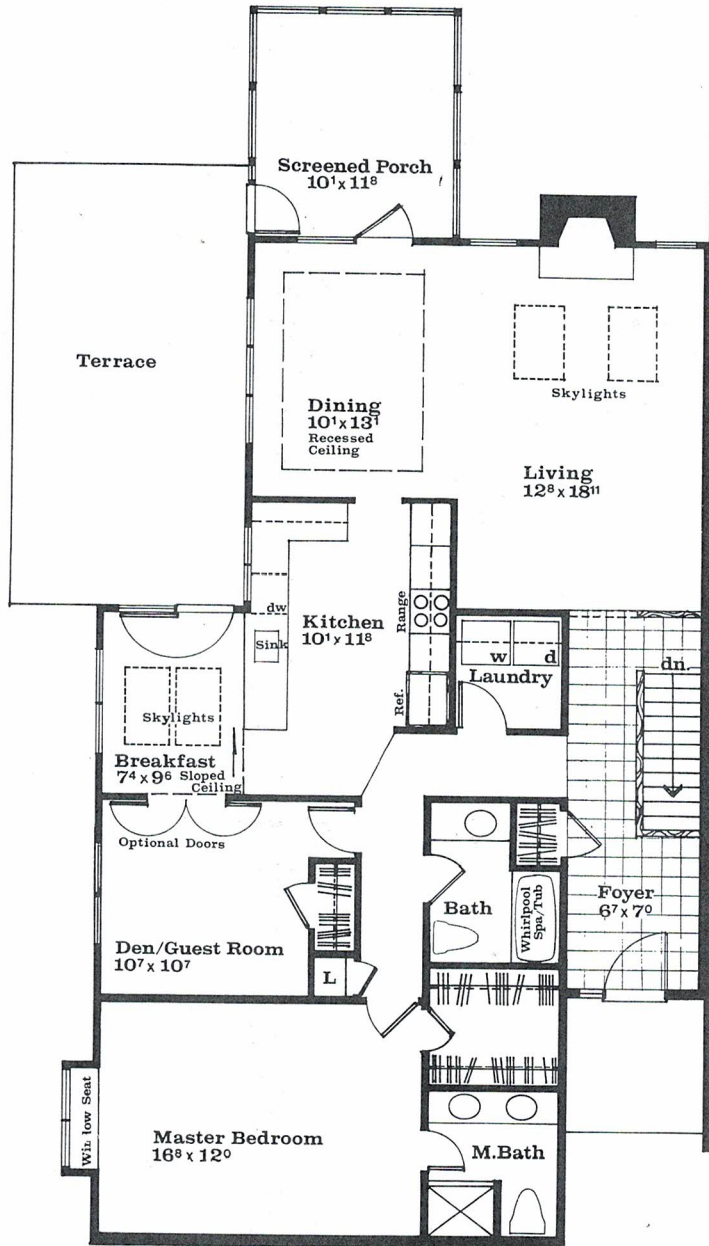 Screened Porch
10¹ x 11⁸
Terrace
Skylights
Dining
10¹ x 13¹
Recessed
Ceiling
Living
12⁸ x 18¹¹
dw
Kitchen
10¹ x 11⁸
Range
Sink
w d
Laundry
dn.
Ref.
Skylights
Breakfast
7⁴ x 9⁶ Sloped
Ceiling
Optional Doors
Bath
Whirlpool
Spa/Tub
Foyer
6⁷ x 7⁰
Den/Guest Room
10⁷ x 10⁷
L
Window Seat
Master Bedroom
16⁸ x 12⁰
M.Bath